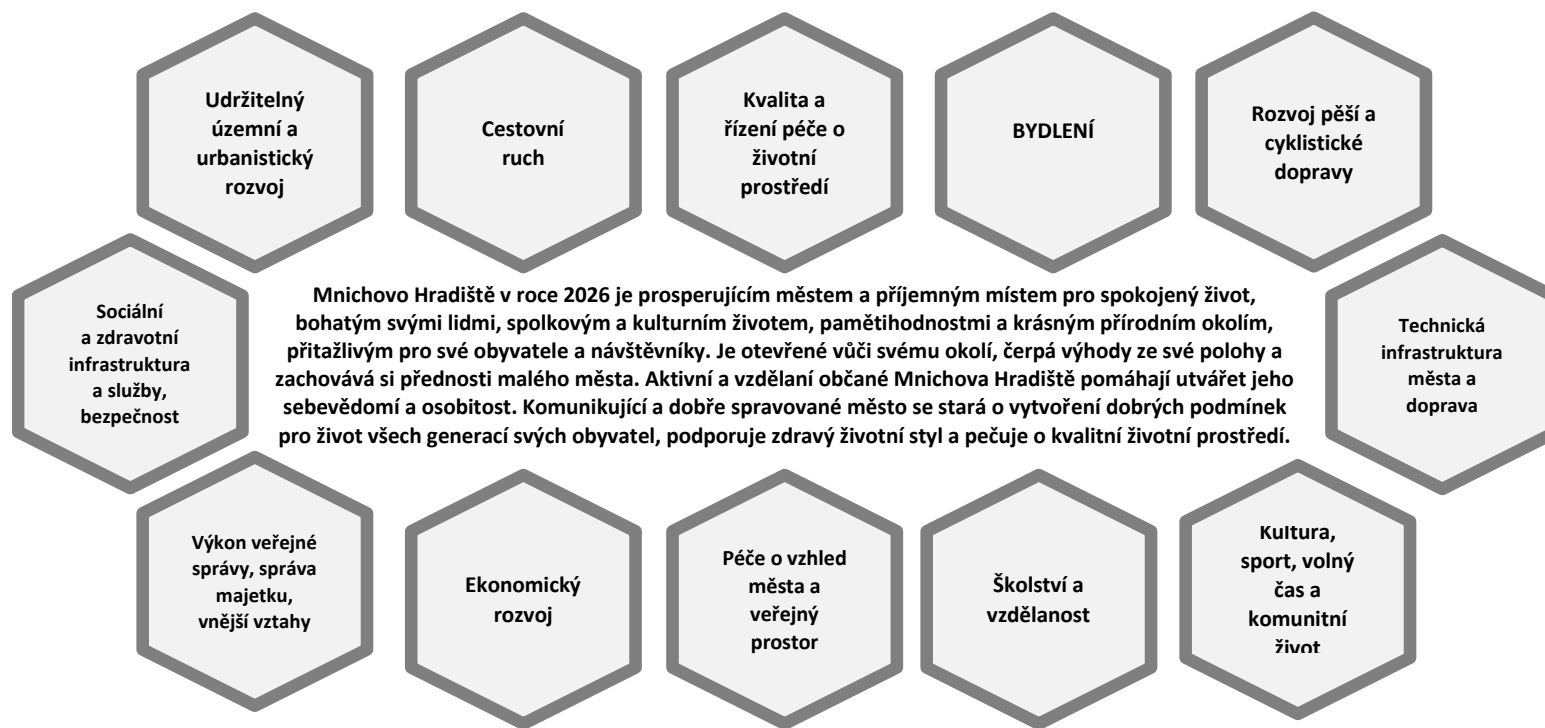 Udržitelný
územní a
urbanistický
rozvoj
Cestovní
ruch
Kvalita a
řízení péče o
životní
prostředí
BYDLENÍ
Rozvoj pěší a
cyklistické
dopravy
Sociální
a zdravotní
infrastruktura
a služby,
bezpečnost
Mnichovo Hradiště v roce 2026 je prosperujícím městem a příjemným místem pro spokojený život,
bohatým svými lidmi, spolkovým a kulturním životem, pamětihodnostmi a krásným přírodním okolím,
přitažlivým pro své obyvatele a návštěvníky. Je otevřené vůči svému okolí, čerpá výhody ze své polohy a
zachovává si přednosti malého města. Aktivní a vzdělaní občané Mnichova Hradiště pomáhají utvářet jeho
sebevědomí a osobitost. Komunikující a dobře spravované město se stará o vytvoření dobrých podmínek
pro život všech generací svých obyvatel, podporuje zdravý životní styl a pečuje o kvalitní životní prostředí.
Technická
infrastruktura
města a
doprava
Výkon veřejné
správy, správa
majetku,
vnější vztahy
Ekonomický
rozvoj
Péče o vzhled
města a
veřejný
prostor
Školství a
vzdělanost
Kultura,
sport, volný
čas a
komunitní
život